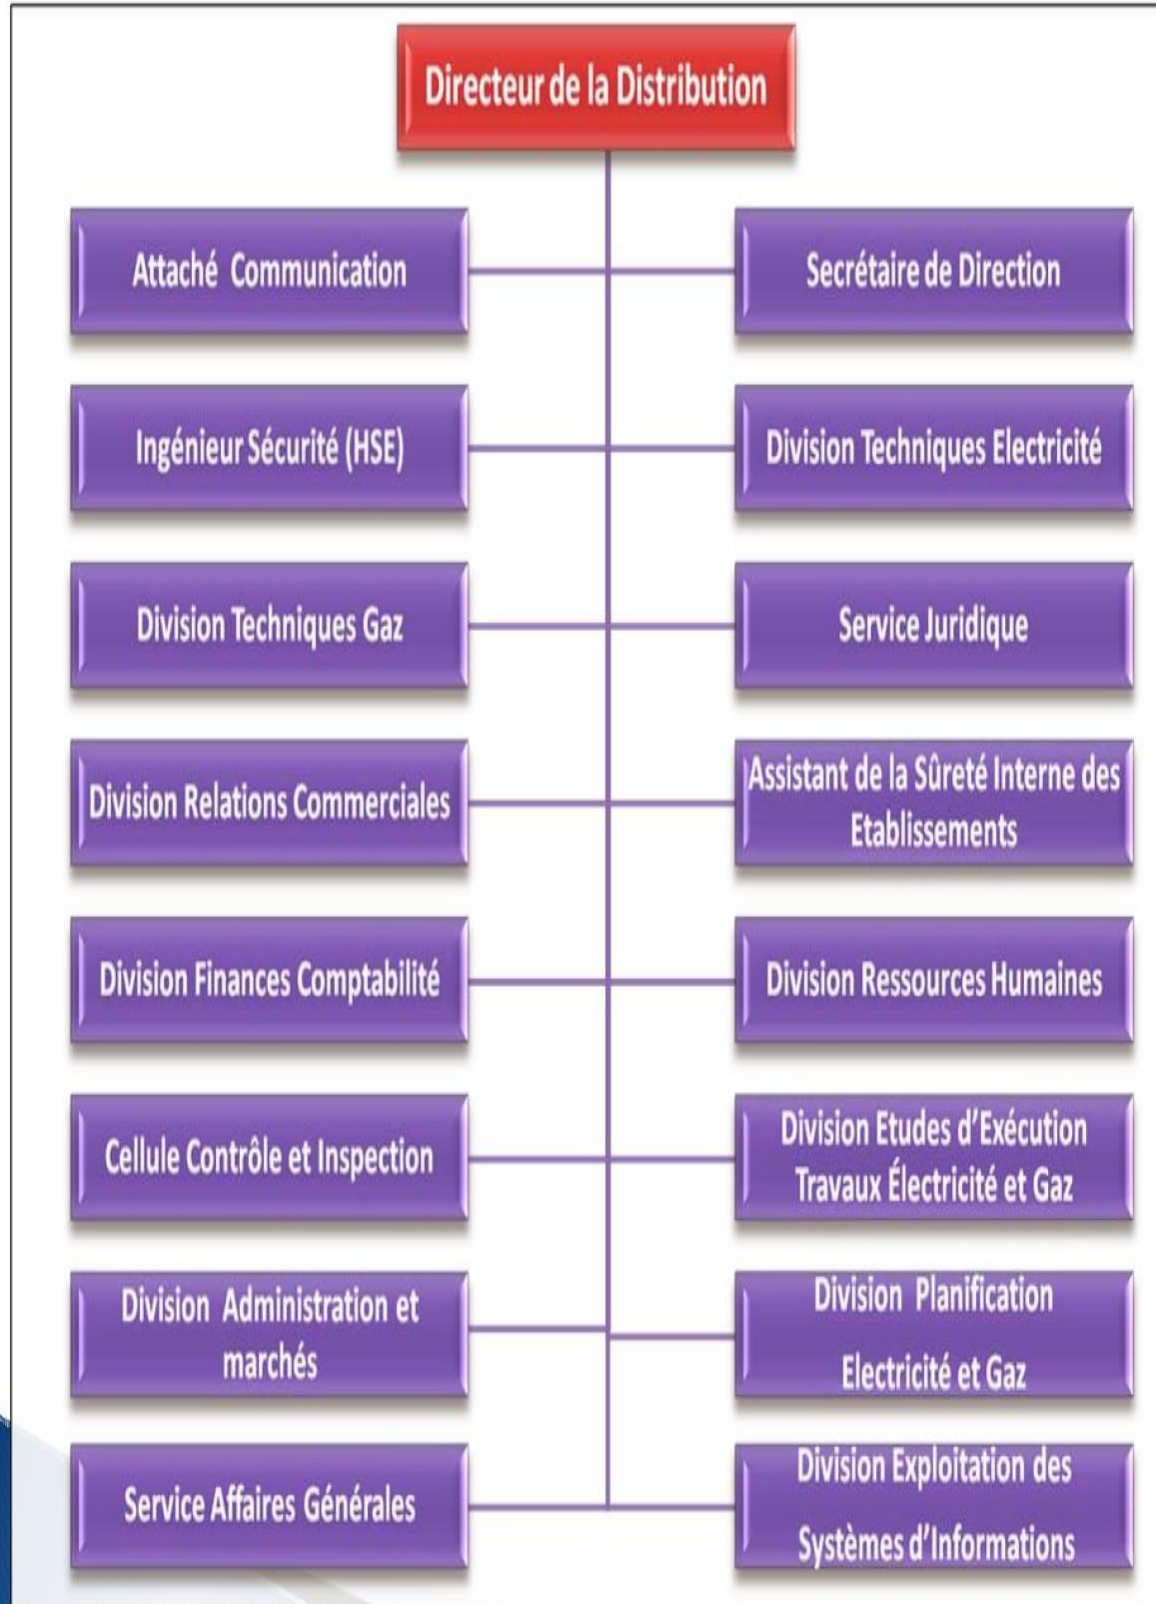 Directeur de la Distribution
Attaché Communication
Secrétaire de Direction
Ingénieur Sécurité (HSE)
Division Techniques Electricité
Division Techniques Gaz
Service Juridique
Division Relations Commerciales
Assistant de la Sûreté Interne des
Etablissements
Division Finances Comptabilité
Division Ressources Humaines
Cellule Contrôle et Inspection
Division Etudes d’Exécution
Travaux Électricité et Gaz
Division Administration et
marchés
Division Planification
Electricité et Gaz
Service Affaires Générales
Division Exploitation des
Systèmes d’Informations